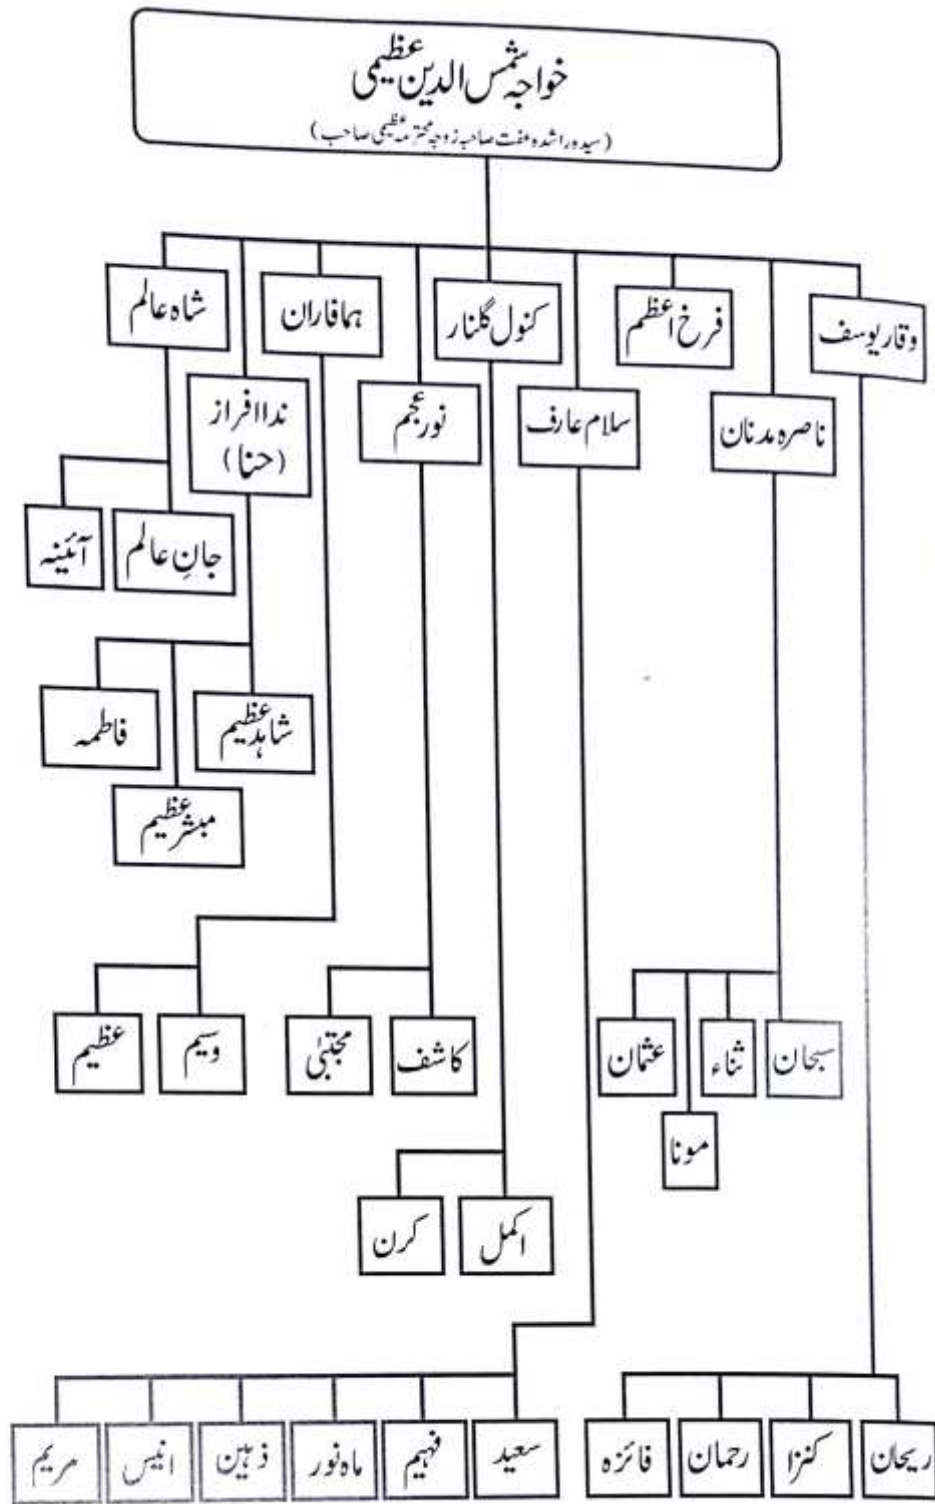 خواجہ شمس الدین عظیمی
(سیدہ راشدہ عفت صاحبہ زوجہ محترمہ عظیمی صاحب)
وقار یوسف
فرخ اعظم
کنول گلنار
ہما فاران
شاہ عالم
ناصرہ مدنان
سلام عارف
نور عجم
ندا افراز
(حنا)
جانِ عالم
آئینہ
شاہد عظیم
فاطمہ
مبشر عظیم
سبحان
ثناء
عثمان
کاشف
مجتبیٰ
وسیم
عظیم
مونا
اکمل
کرن
ریحان
کنزا
رحمان
فائزہ
سعید
فہیم
ماہ نور
ذہین
انیس
مریم